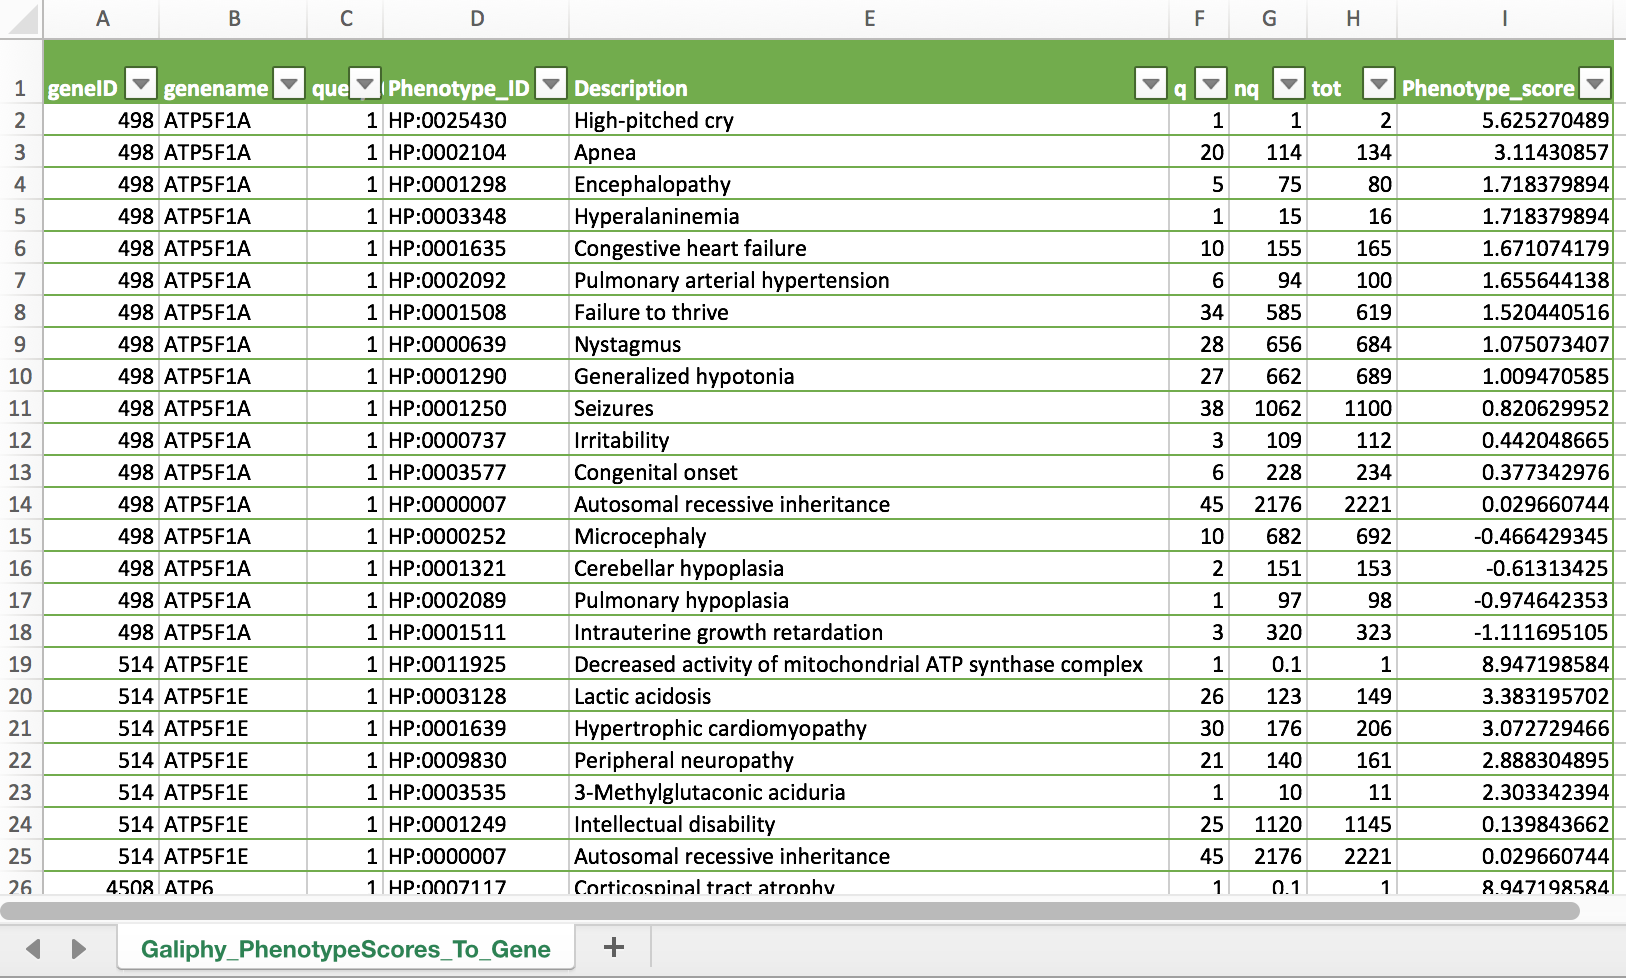 A B C D E F G H I
1 geneID genename que Phenotype_ID Description q nq tot Phenotype_score
2 498 ATP5F1A 1 HP:0025430 High-pitched cry 1 1 2 5.625270489
3 498 ATP5F1A 1 HP:0002104 Apnea 20 114 134 3.11430857
4 498 ATP5F1A 1 HP:0001298 Encephalopathy 5 75 80 1.718379894
5 498 ATP5F1A 1 HP:0003348 Hyperalaninemia 1 15 16 1.718379894
6 498 ATP5F1A 1 HP:0001635 Congestive heart failure 10 155 165 1.671074179
7 498 ATP5F1A 1 HP:0002092 Pulmonary arterial hypertension 6 94 100 1.655644138
8 498 ATP5F1A 1 HP:0001508 Failure to thrive 34 585 619 1.520440516
9 498 ATP5F1A 1 HP:0000639 Nystagmus 28 656 684 1.075073407
10 498 ATP5F1A 1 HP:0001290 Generalized hypotonia 27 662 689 1.009470585
11 498 ATP5F1A 1 HP:0001250 Seizures 38 1062 1100 0.820629952
12 498 ATP5F1A 1 HP:0000737 Irritability 3 109 112 0.442048665
13 498 ATP5F1A 1 HP:0003577 Congenital onset 6 228 234 0.377342976
14 498 ATP5F1A 1 HP:0000007 Autosomal recessive inheritance 45 2176 2221 0.029660744
15 498 ATP5F1A 1 HP:0000252 Microcephaly 10 682 692 -0.466429345
16 498 ATP5F1A 1 HP:0001321 Cerebellar hypoplasia 2 151 153 -0.61313425
17 498 ATP5F1A 1 HP:0002089 Pulmonary hypoplasia 1 97 98 -0.974642353
18 498 ATP5F1A 1 HP:0001511 Intrauterine growth retardation 3 320 323 -1.111695105
19 514 ATP5F1E 1 HP:0011925 Decreased activity of mitochondrial ATP synthase complex 1 0.1 1 8.947198584
20 514 ATP5F1E 1 HP:0003128 Lactic acidosis 26 123 149 3.383195702
21 514 ATP5F1E 1 HP:0001639 Hypertrophic cardiomyopathy 30 176 206 3.072729466
22 514 ATP5F1E 1 HP:0009830 Peripheral neuropathy 21 140 161 2.888304895
23 514 ATP5F1E 1 HP:0003535 3-Methylglutaconic aciduria 1 10 11 2.303342394
24 514 ATP5F1E 1 HP:0001249 Intellectual disability 25 1120 1145 0.139843662
25 514 ATP5F1E 1 HP:0000007 Autosomal recessive inheritance 45 2176 2221 0.029660744
26 4508 ATP6 1 HP:0007117 Corticospinal tract atrophy 1 0.1 1 8.947198584
Galiphy_PhenotypeScores_To_Gene